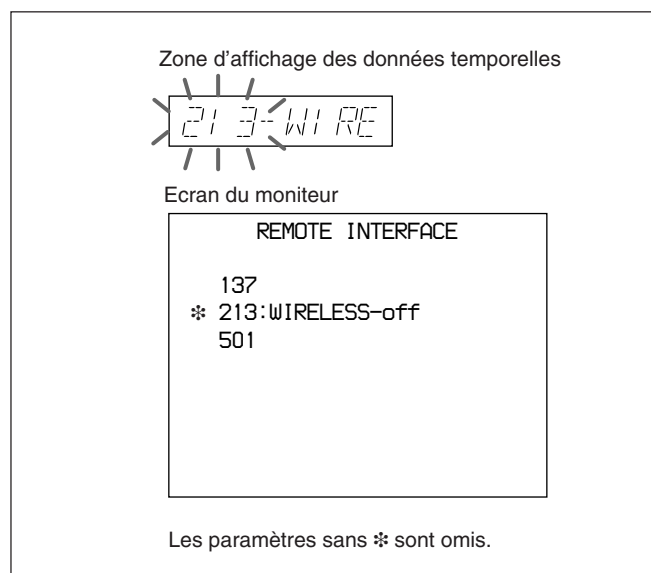 Zone d'affichage des données temporelles
213-WIRE
Ecran du moniteur
REMOTE INTERFACE
137
❇ 213:WIRELESS-off
501
Les paramètres sans ❇ sont omis.